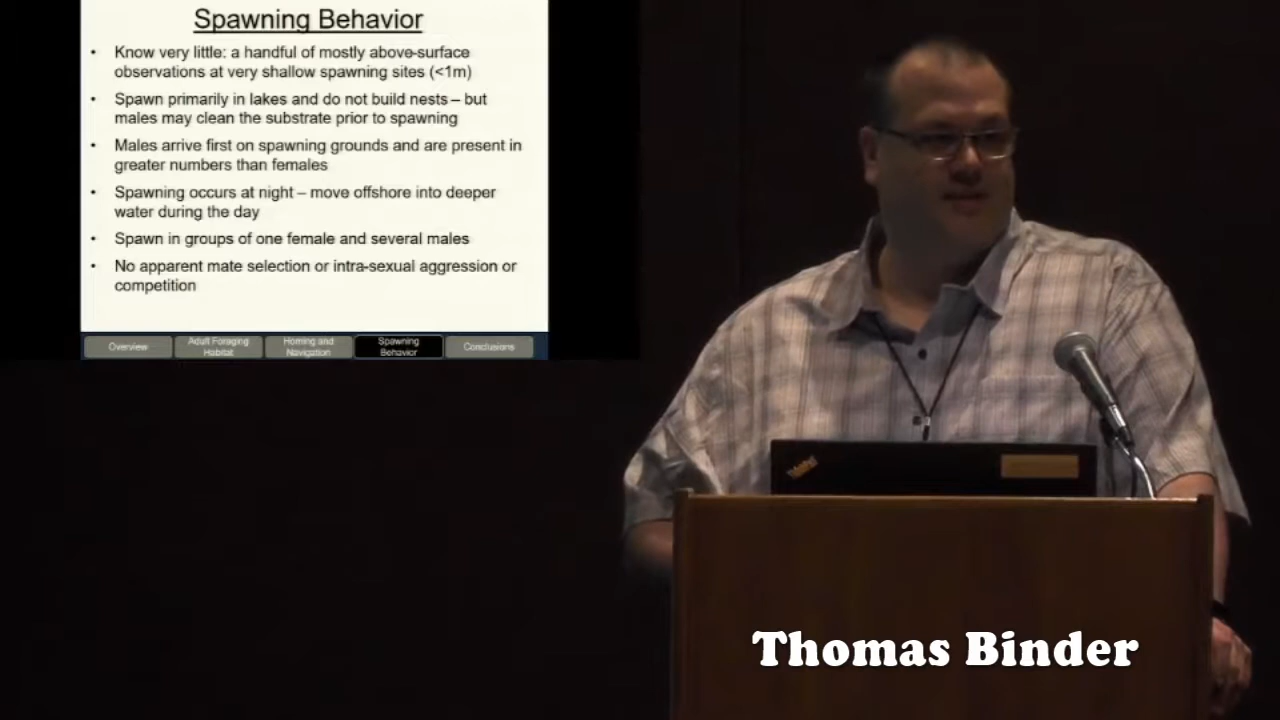 Spawning Behavior
• Know very little: a handful of mostly above-surface
observations at very shallow spawning sites (<1m)
• Spawn primarily in lakes and do not build nests – but
males may clean the substrate prior to spawning
• Males arrive first on spawning grounds and are present in
greater numbers than females
• Spawning occurs at night – move offshore into deeper
water during the day
• Spawn in groups of one female and several males
• No apparent mate selection or intra-sexual aggression or
competition
Overview
Adult Foraging
Habitat
Homing and
Navigation
Spawning
Behavior
Conclusions
ThinkPad
Thomas Binder